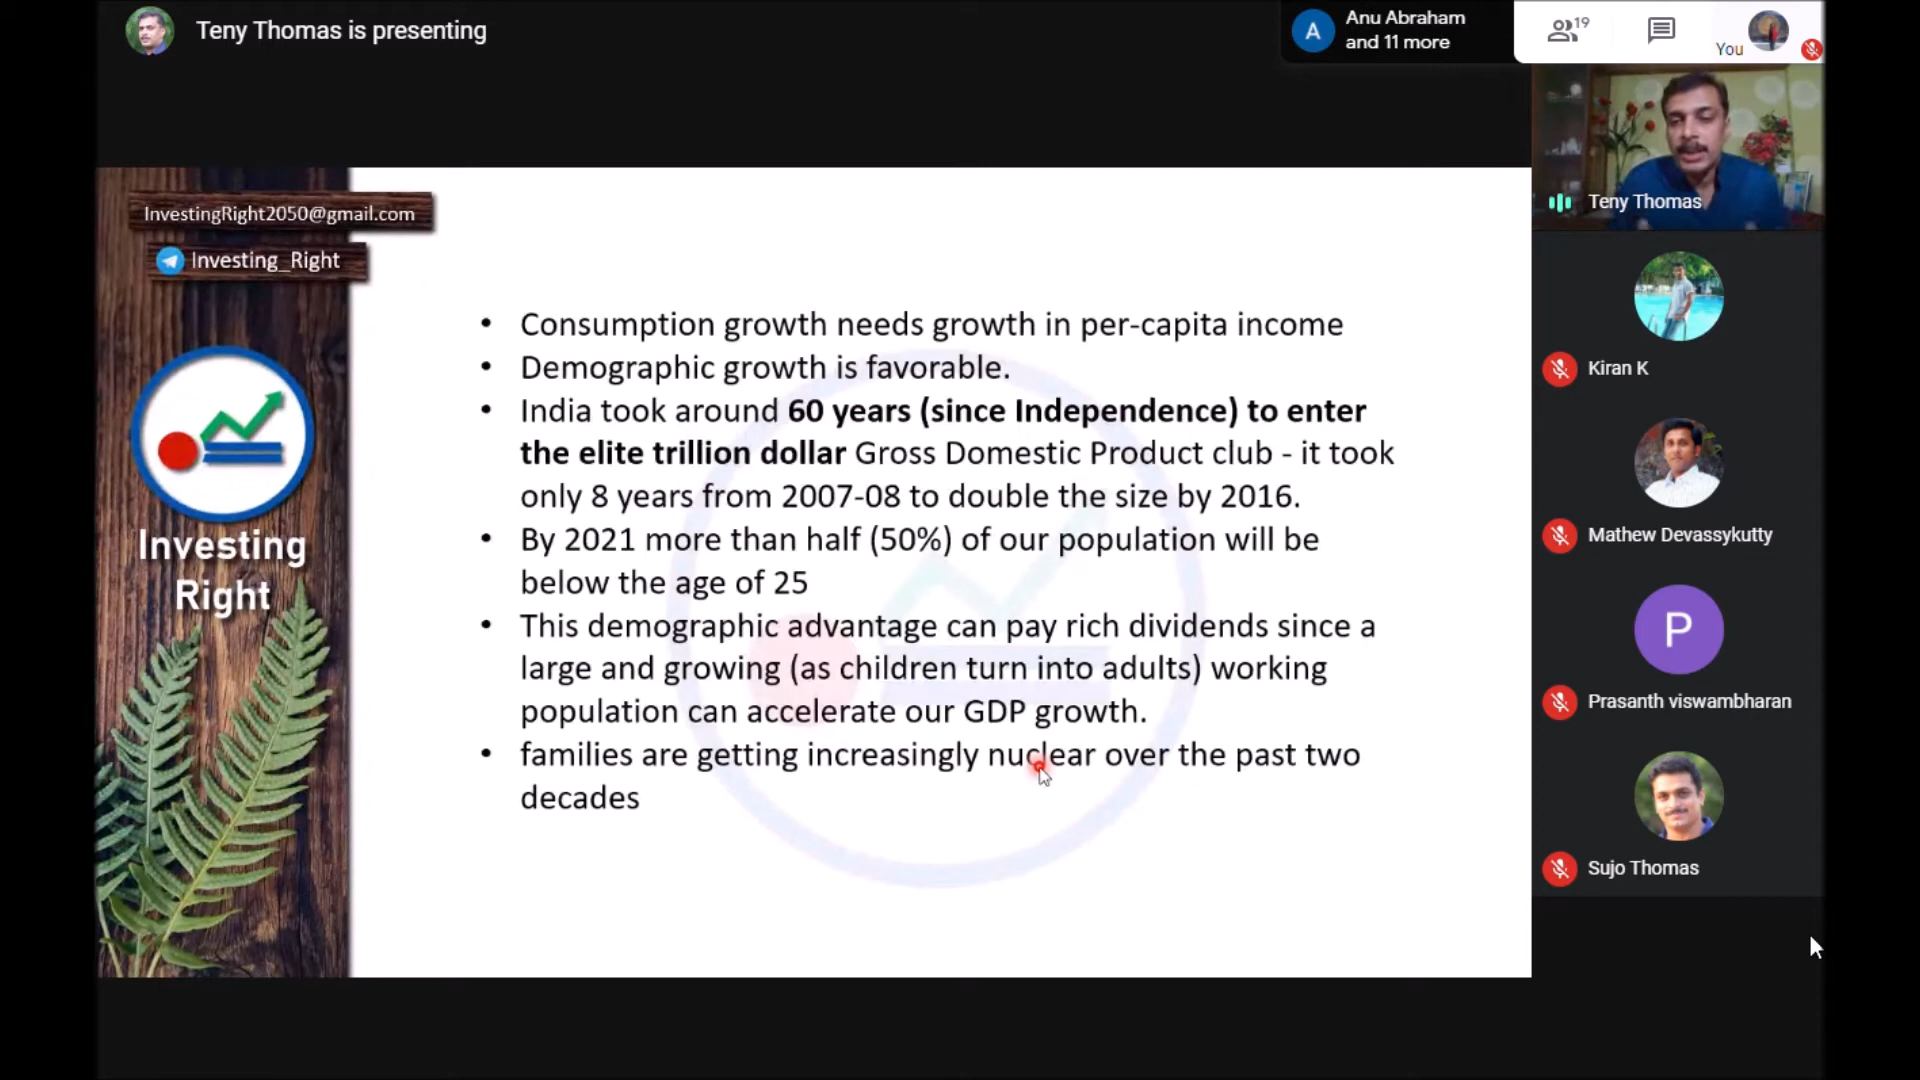 Teny Thomas is presenting
A
Anu Abraham
and 11 more
19
You
InvestingRight2050@gmail.com
Investing_Right
Investing
Right
• Consumption growth needs growth in per-capita income
• Demographic growth is favorable.
• India took around 60 years (since Independence) to enter
the elite trillion dollar Gross Domestic Product club - it took
only 8 years from 2007-08 to double the size by 2016.
• By 2021 more than half (50%) of our population will be
below the age of 25
• This demographic advantage can pay rich dividends since a
large and growing (as children turn into adults) working
population can accelerate our GDP growth.
• families are getting increasingly nuclear over the past two
decades
Teny Thomas
Kiran K
Mathew Devassykutty
P
Prasanth viswambharan
Sujo Thomas